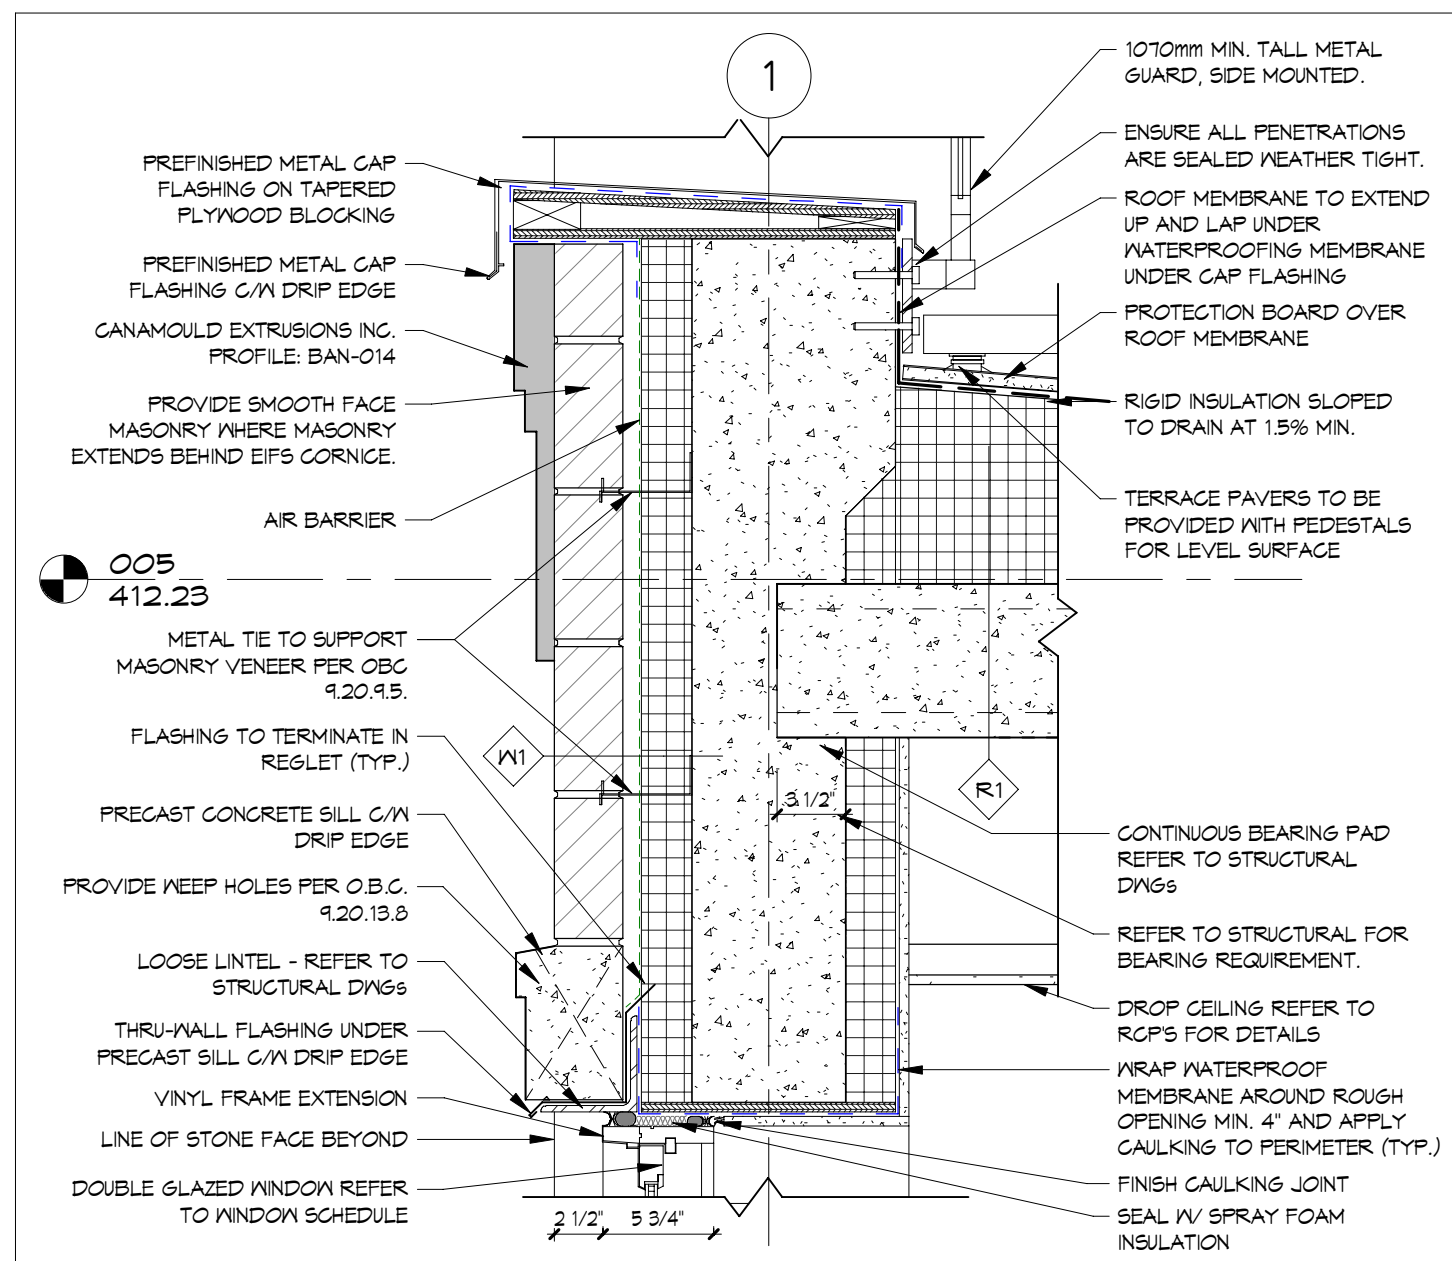 1
PREFINISHED METAL CAP
FLASHING ON TAPERED
PLYWOOD BLOCKING
PREFINISHED METAL CAP
FLASHING C/W DRIP EDGE
CANAMOULD EXTRUSIONS INC.
PROFILE: BAN-014
PROVIDE SMOOTH FACE
MASONRY WHERE MASONRY
EXTENDS BEHIND EIFS CORNICE.
AIR BARRIER
005
412.23
METAL TIE TO SUPPORT
MASONRY VENEER PER OBC
9.20.9.5.
FLASHING TO TERMINATE IN
REGLET (TYP.)
PRECAST CONCRETE SILL C/W
DRIP EDGE
PROVIDE WEEP HOLES PER O.B.C.
9.20.13.8
LOOSE LINTEL - REFER TO
STRUCTURAL DWGs
THRU-WALL FLASHING UNDER
PRECAST SILL C/W DRIP EDGE
VINYL FRAME EXTENSION
LINE OF STONE FACE BEYOND
DOUBLE GLAZED WINDOW REFER
TO WINDOW SCHEDULE
W1
R1
3 1/2"
2 1/2"
5 3/4"
1070mm MIN. TALL METAL
GUARD, SIDE MOUNTED.
ENSURE ALL PENETRATIONS
ARE SEALED WEATHER TIGHT.
ROOF MEMBRANE TO EXTEND
UP AND LAP UNDER
WATERPROOFING MEMBRANE
UNDER CAP FLASHING
PROTECTION BOARD OVER
ROOF MEMBRANE
RIGID INSULATION SLOPED
TO DRAIN AT 1.5% MIN.
TERRACE PAVERS TO BE
PROVIDED WITH PEDESTALS
FOR LEVEL SURFACE
CONTINUOUS BEARING PAD
REFER TO STRUCTURAL
DWGs
REFER TO STRUCTURAL FOR
BEARING REQUIREMENT.
DROP CEILING REFER TO
RCP'S FOR DETAILS
WRAP WATERPROOF
MEMBRANE AROUND ROUGH
OPENING MIN. 4" AND APPLY
CAULKING TO PERIMETER (TYP.)
FINISH CAULKING JOINT
SEAL W/ SPRAY FOAM
INSULATION